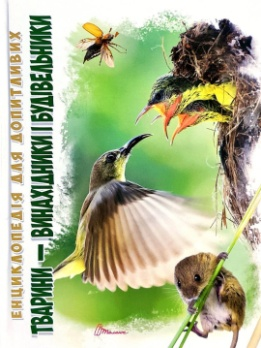 ЕНЦИКЛОПЕДІЯ ДЛЯ ДОПИТЛИВИХ
ТВАРИНИ — ВИНАХІДНИКИ І БУДІВЕЛЬНИКИ